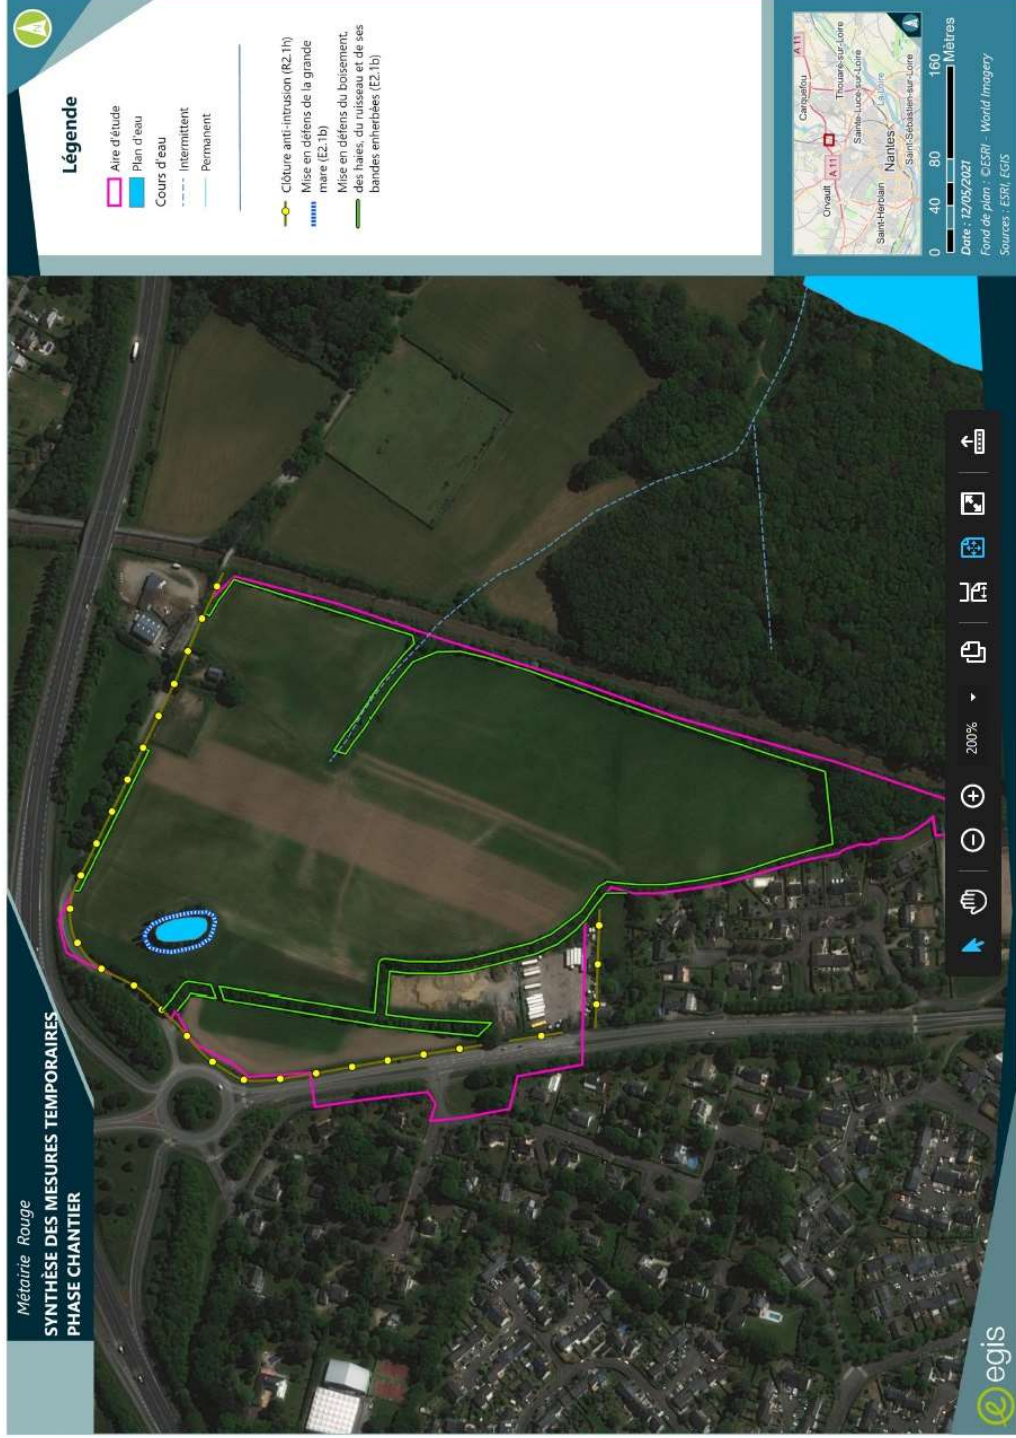 Métairie Rouge
SYNTHÈSE DES MESURES TEMPORAIRES
PHASE CHANTIER
Légende
Aire d'étude
Plan d'eau
Cours d'eau
Intermittent
Permanent
Clôture anti-intrusion (R2.1h)
Mise en défens de la grande
mare (E2.1b)
Mise en défens du boisement,
des haies, du ruisseau et de ses
bandes enherbées (E2.1b)
N
A 11
Carquefou
Thouaré-sur-Loire
Orvault
A 11
Sainte-Luce-sur-Loire
La Loire
Nantes
Saint-Herblain
Saint-Sébastien-sur-Loire
0 40 80 160
Mètres
Date : 12/05/2021
Fond de plan : ©ESRI - World Imagery
Sources : ESRI, EGIS
egis
200%